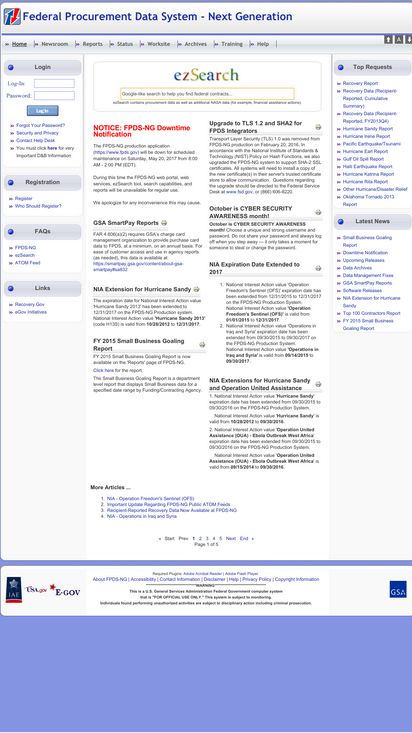 Federal Procurement Data System - Next Generation
Home Newsroom Reports Status Worksite Archives Training Help
Login
Log-In:
Password:
Login
Forgot Your Password?
Security and Privacy
Contact Help Desk
You must click here for very
Important D&B Information
Registration
Register
Who Should Register?
FAQs
FPDS-NG
ezSearch
ATOM Feed
Links
Recovery.Gov
eGov Initiatives
ezSearch
Google-like search to help you find federal contracts...
ezSearch contains procurement data as well as additional NASA data (for example, financial assistance actions)
NOTICE: FPDS-NG Downtime
Notification
The FPDS-NG production application
(https://www.fpds.gov) will be down for scheduled
maintenance on Saturday, May 20, 2017 from 8:00
AM - 2:00 PM (EDT).
During this time the FPDS-NG web portal, web
services, ezSearch tool, search capabilities, and
reports will be unavailable for regular use.
We apologize for any inconvenience this may cause.
GSA SmartPay Reports
FAR 4.606(a)(2) requires GSA's charge card
management organization to provide purchase card
data to FPDS, at a minimum, on an annual basis. For
ease of customer access and use in agency reports
(as needed), this data is available at
https://smartpay.gsa.gov/content/about-gsa-
smartpay#sa832
NIA Extension for Hurricane Sandy
The expiration date for National Interest Action value
'Hurricane Sandy 2013' has been extended to
12/31/2017 on the FPDS-NG Production system.
National Interest Action value 'Hurricane Sandy 2013'
(code H13S) is valid from 10/28/2012 to 12/31/2017.
FY 2015 Small Business Goaling
Report
FY 2015 Small Business Goaling Report is now
available on the 'Reports' page of FPDS-NG.
Click here for the report.
The Small Business Goaling Report is a department
level report that displays Small Business data for a
specified date range by Funding/Contracting Agency.
Upgrade to TLS 1.2 and SHA2 for
FPDS Integrators
Transport Layer Security (TLS) 1.0 was removed from
FPDS-NG production on February 20, 2016. In
accordance with the National Institute of Standards &
Technology (NIST) Policy on Hash Functions, we also
upgraded the FPDS-NG system to support SHA-2 SSL
certificates. All systems will need to install a copy of
the new certificate(s) in their server's trusted certificate
store to allow communication . Questions regarding
the upgrade should be directed to the Federal Service
Desk at www.fsd.gov, or (866) 606-8220.
October is CYBER SECURITY
AWARENESS month!
October is CYBER SECURITY AWARENESS
month! Choose a unique and strong username and
password. Do not share your password and always log
off when you step away — it only takes a moment for
someone to steal or change the password.
NIA Expiration Date Extended to
2017
1. National Interest Action value 'Operation
Freedom's Sentinel (OFS)' expiration date has
been extended from 12/31/2015 to 12/31/2017
on the FPDS-NG Production System.
National Interest Action value 'Operation
Freedom's Sentinel (OFS)' is valid from
01/01/2015 to 12/31/2017.
2. National Interest Action value 'Operations in
Iraq and Syria' expiration date has been
extended from 09/30/2015 to 09/30/2017 on
the FPDS-NG Production System.
National Interest Action value 'Operations in
Iraq and Syria' is valid from 09/14/2015 to
09/30/2017.
NIA Extensions for Hurricane Sandy
and Operation United Assistance
1. National Interest Action value 'Hurricane Sandy'
expiration date has been extended from 09/30/2015 to
09/30/2016 on the FPDS-NG Production System.
National Interest Action value 'Hurricane Sandy' is
valid from 10/28/2012 to 09/30/2016.
2. National Interest Action value 'Operation United
Assistance (OUA) - Ebola Outbreak West Africa'
expiration date has been extended from 09/30/2015 to
09/30/2016 on the FPDS-NG Production System.
National Interest Action value 'Operation United
Assistance (OUA) - Ebola Outbreak West Africa' is
valid from 09/15/2014 to 09/30/2016.
More Articles ...
1. NIA - Operation Freedom's Sentinel (OFS)
2. Important Update Regarding FPDS-NG Public ATOM Feeds
3. Recipient-Reported Recovery Data Now Available at FPDS-NG
4. NIA - Operations in Iraq and Syria
« Start Prev 1 2 3 4 5 Next End »
Page 1 of 5
Top Requests
Recovery Report
Recovery Data (Recipient
Reported, Cumulative
Summary)
Recovery Data (Recipient
Reported, FY2013Q4)
Hurricane Sandy Report
Hurricane Irene Report
Pacific Earthquake/Tsunami
Hurricane Earl Report
Gulf Oil Spill Report
Haiti Earthquake Report
Hurricane Katrina Report
Hurricane Rita Report
Other Hurricane/Disaster Relief
Oklahoma Tornado 2013
Report
Latest News
Small Business Goaling
Report
Downtime Notification
Upcoming Releases
Data Archives
Data Management Fixes
GSA SmartPay Reports
Software Releases
NIA Extension for Hurricane
Sandy
Top 100 Contractors Report
FY 2015 Small Business
Goaling Report
IAE
USA.gov
E-GOV
Required Plugins: Adobe Acrobat Reader | Adobe Flash Player
About FPDS-NG | Accessibility | Contact Information | Disclaimer | Help | Privacy Policy | Copyright Information
WARNING
This is a U.S. General Services Administration Federal Government computer system
that is "FOR OFFICIAL USE ONLY." This system is subject to monitoring.
Individuals found performing unauthorized activities are subject to disciplinary action including criminal prosecution.
GSA